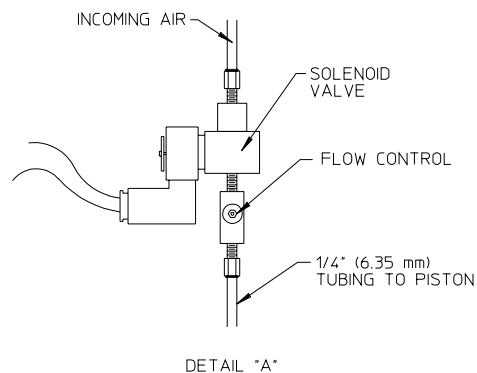 INCOMING AIR
SOLENOID
VALVE
FLOW CONTROL
1/4" (6.35 mm)
TUBING TO PISTON
DETAIL "A"